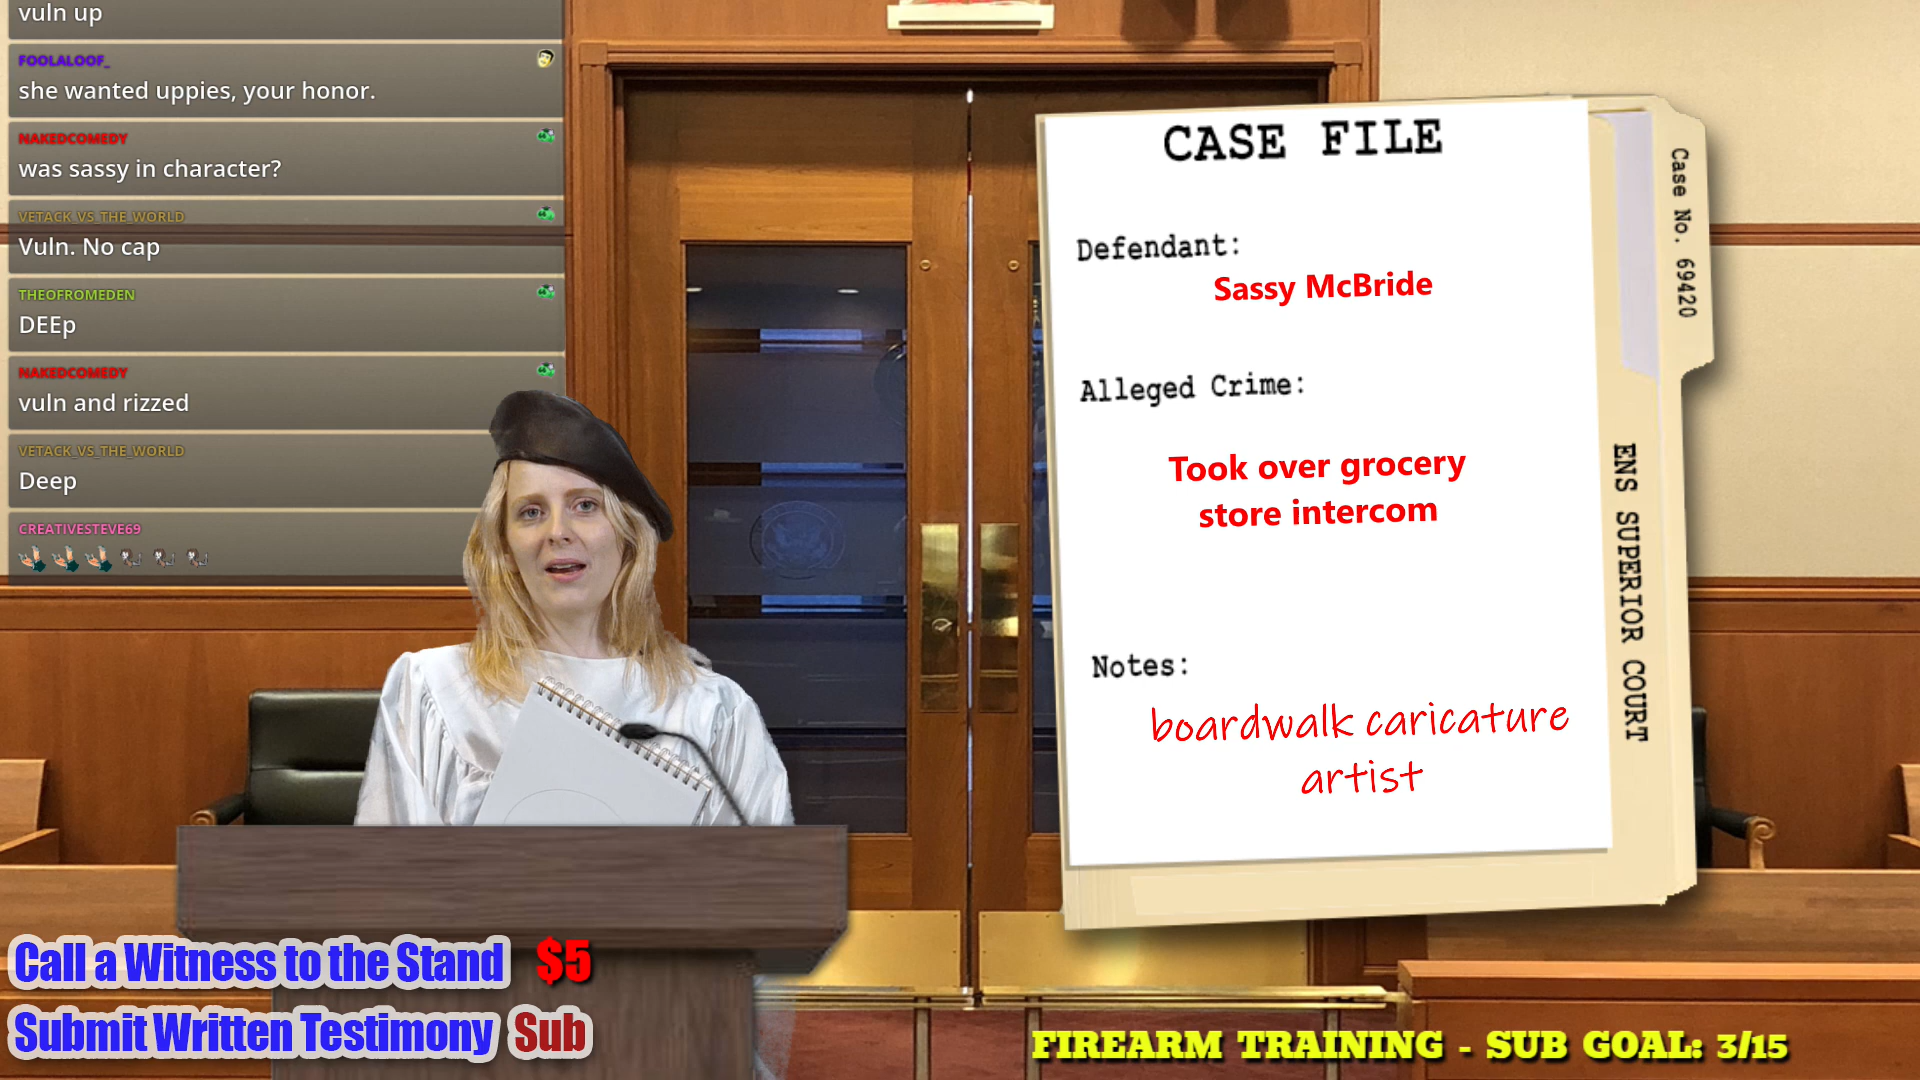 vuln up
FOOLALOOF_
she wanted uppies, your honor.
NAKEDCOMEDY
was sassy in character?
VETACK_VS_THE_WORLD
Vuln. No cap
THEOFROMEDEN
DEEp
NAKEDCOMEDY
vuln and rizzed
VETACK_VS_THE_WORLD
Deep
CREATIVESTEVE69
CASE FILE
Defendant:
Sassy McBride
Alleged Crime:
Took over grocery
store intercom
Notes:
boardwalk caricature
artist
Case No. 69420
ENS SUPERIOR COURT
Call a Witness to the Stand $5
Submit Written Testimony Sub
FIREARM TRAINING - SUB GOAL: 3/15